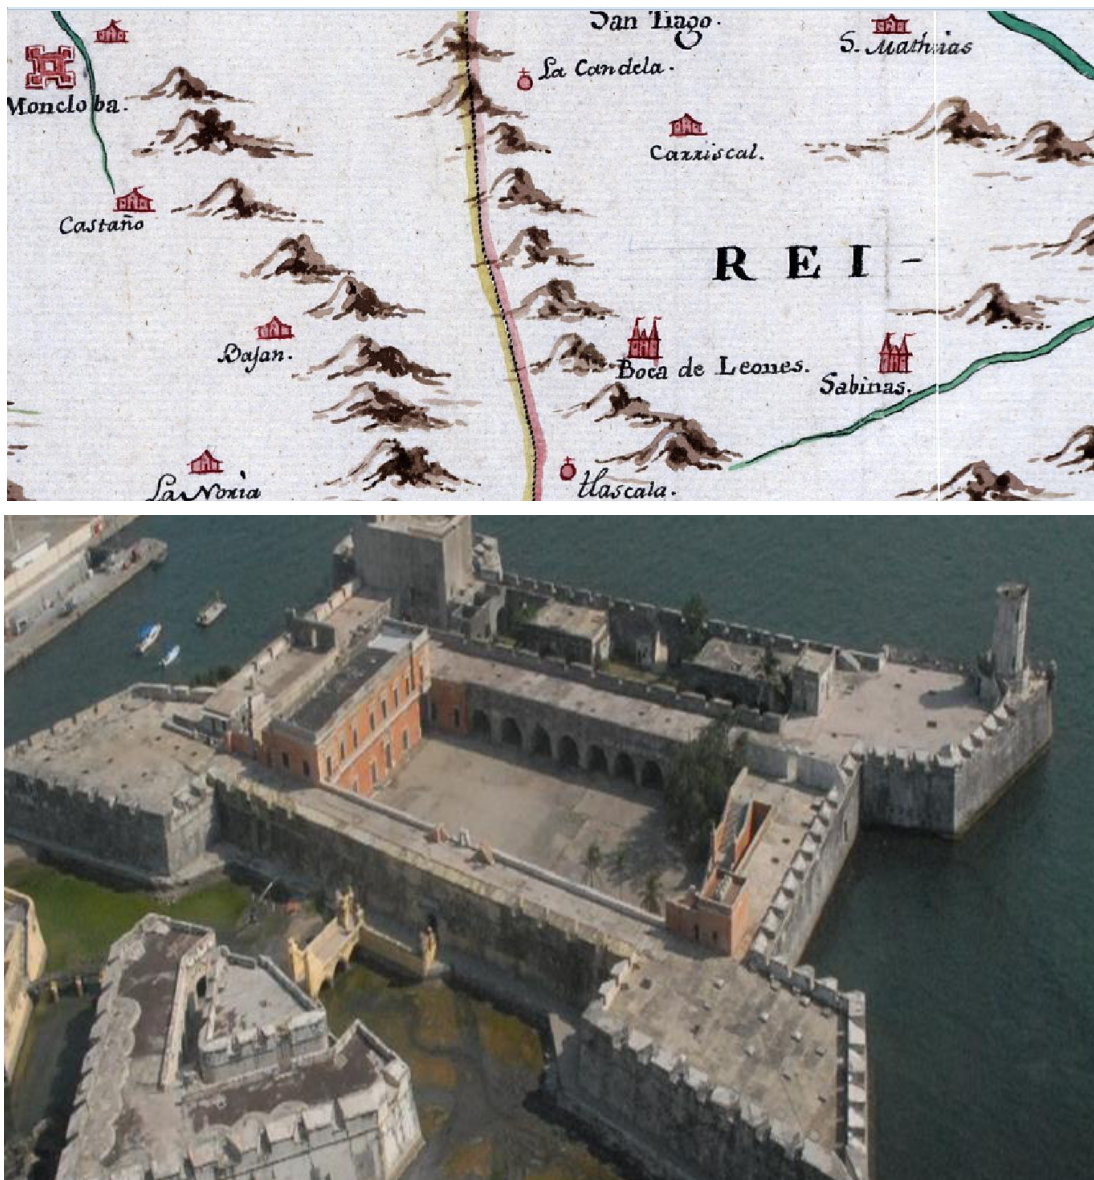 San Tiago.
S. Mathias
La Candela.
Moncloba.
Carriscal.
Castaño
REI-
Bajan.
Boca de Leones.
Sabinas.
La Noria
tlascala.